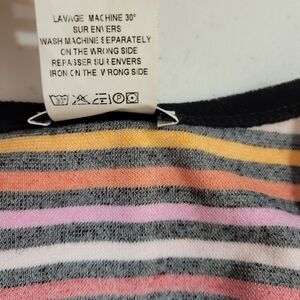 LAVAGE MACHINE 30°
SUR ENVERS
WASH MACHINE SEPARATELY
ON THE WRONG SIDE
REPASSER SUR ENVERS
IRON ON THE WRONG SIDE